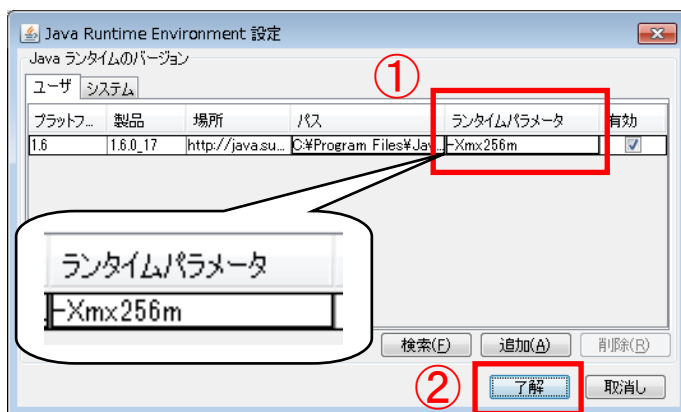 Java Runtime Environment 設定
Java ランタイムのバージョン
①
ユーザ システム
プラットフ... 製品 場所 パス ランタイムパラメータ 有効
1.6 1.6.0_17 http://java.su... C:¥Program Files¥Jav... -Xmx256m
ランタイムパラメータ
-Xmx256m
検索(F) 追加(A) 削除(R)
②
了解 取消し